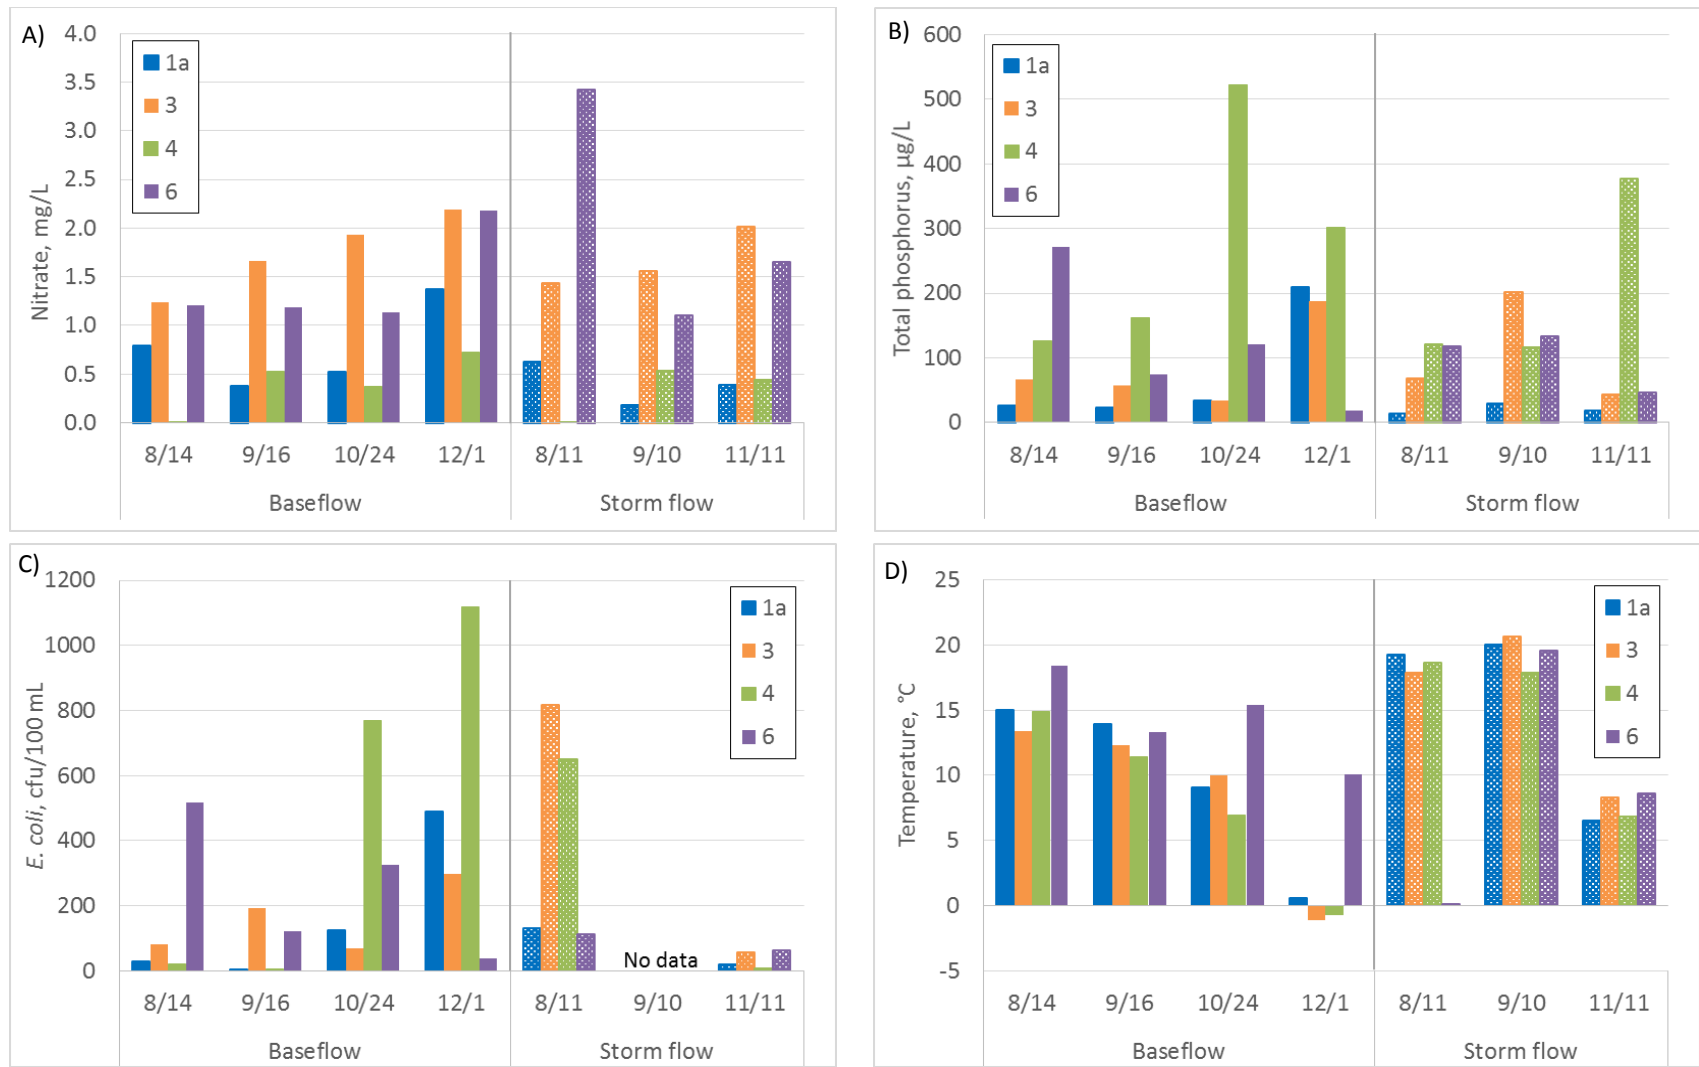 A)
Nitrate, mg/L
4.0
3.5
3.0
2.5
2.0
1.5
1.0
0.5
0.0
1a
3
4
6
8/14 9/16 10/24 12/1 8/11 9/10 11/11
Baseflow Storm flow
B)
Total phosphorus, µg/L
600
500
400
300
200
100
0
1a
3
4
6
8/14 9/16 10/24 12/1 8/11 9/10 11/11
Baseflow Storm flow
C)
E. coli, cfu/100 mL
1200
1000
800
600
400
200
0
1a
3
4
6
No data
8/14 9/16 10/24 12/1 8/11 9/10 11/11
Baseflow Storm flow
D)
Temperature, °C
25
20
15
10
5
0
-5
1a
3
4
6
8/14 9/16 10/24 12/1 8/11 9/10 11/11
Baseflow Storm flow